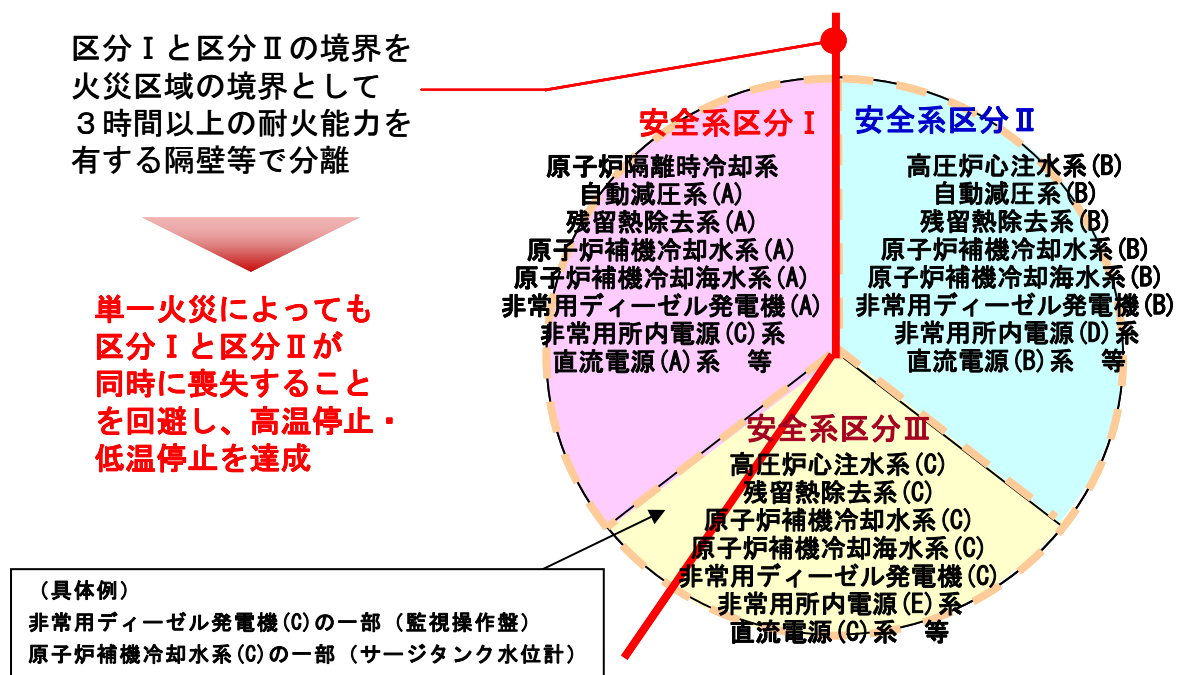 区分Ⅰと区分Ⅱの境界を
火災区域の境界として
３時間以上の耐火能力を
有する隔壁等で分離
単一火災によっても
区分Ⅰと区分Ⅱが
同時に喪失すること
を回避し、高温停止・
低温停止を達成
安全系区分Ⅰ
原子炉隔離時冷却系
自動減圧系(A)
残留熱除去系(A)
原子炉補機冷却水系(A)
原子炉補機冷却海水系(A)
非常用ディーゼル発電機(A)
非常用所内電源(C)系
直流電源(A)系　等
安全系区分Ⅱ
高圧炉心注水系(B)
自動減圧系(B)
残留熱除去系(B)
原子炉補機冷却水系(B)
原子炉補機冷却海水系(B)
非常用ディーゼル発電機(B)
非常用所内電源(D)系
直流電源(B)系　等
安全系区分Ⅲ
高圧炉心注水系(C)
残留熱除去系(C)
原子炉補機冷却水系(C)
原子炉補機冷却海水系(C)
非常用ディーゼル発電機(C)
非常用所内電源(E)系
直流電源(C)系　等
（具体例）
非常用ディーゼル発電機(C)の一部（監視操作盤）
原子炉補機冷却水系(C)の一部（サージタンク水位計）